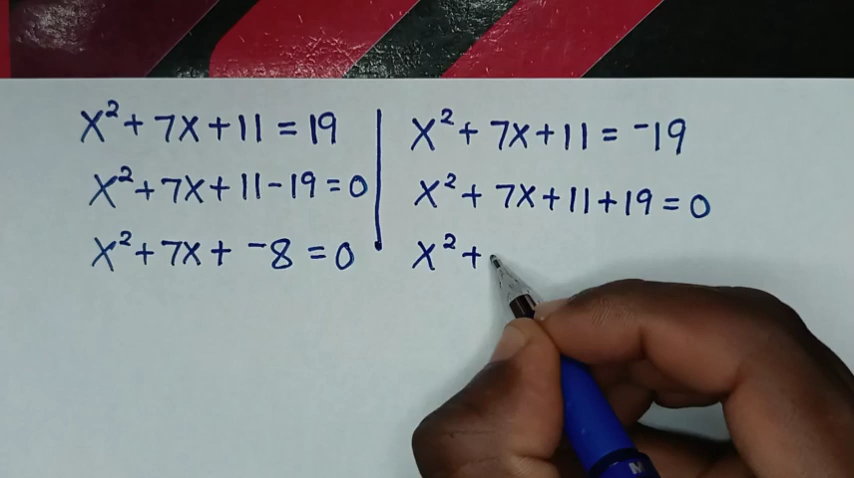 x² + 7x + 11 = 19
x² + 7x + 11 - 19 = 0
x² + 7x + ⁻8 = 0
x² + 7x + 11 = ⁻19
x² + 7x + 11 + 19 = 0
x² +
M